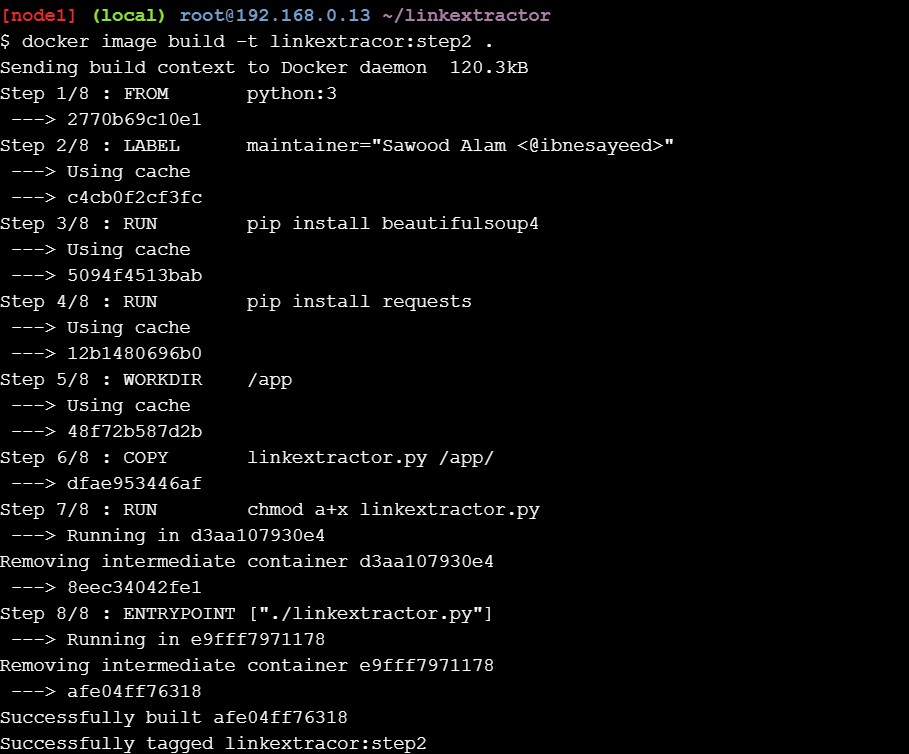 [node1] (local) root@192.168.0.13 ~/linkextractor
$ docker image build -t linkextracor:step2 .
Sending build context to Docker daemon  120.3kB
Step 1/8 : FROM       python:3
 ---> 2770b69c10e1
Step 2/8 : LABEL      maintainer="Sawood Alam <@ibnesayeed>"
 ---> Using cache
 ---> c4cb0f2cf3fc
Step 3/8 : RUN        pip install beautifulsoup4
 ---> Using cache
 ---> 5094f4513bab
Step 4/8 : RUN        pip install requests
 ---> Using cache
 ---> 12b1480696b0
Step 5/8 : WORKDIR    /app
 ---> Using cache
 ---> 48f72b587d2b
Step 6/8 : COPY       linkextractor.py /app/
 ---> dfae953446af
Step 7/8 : RUN        chmod a+x linkextractor.py
 ---> Running in d3aa107930e4
Removing intermediate container d3aa107930e4
 ---> 8eec34042fe1
Step 8/8 : ENTRYPOINT ["./linkextractor.py"]
 ---> Running in e9fff7971178
Removing intermediate container e9fff7971178
 ---> afe04ff76318
Successfully built afe04ff76318
Successfully tagged linkextracor:step2